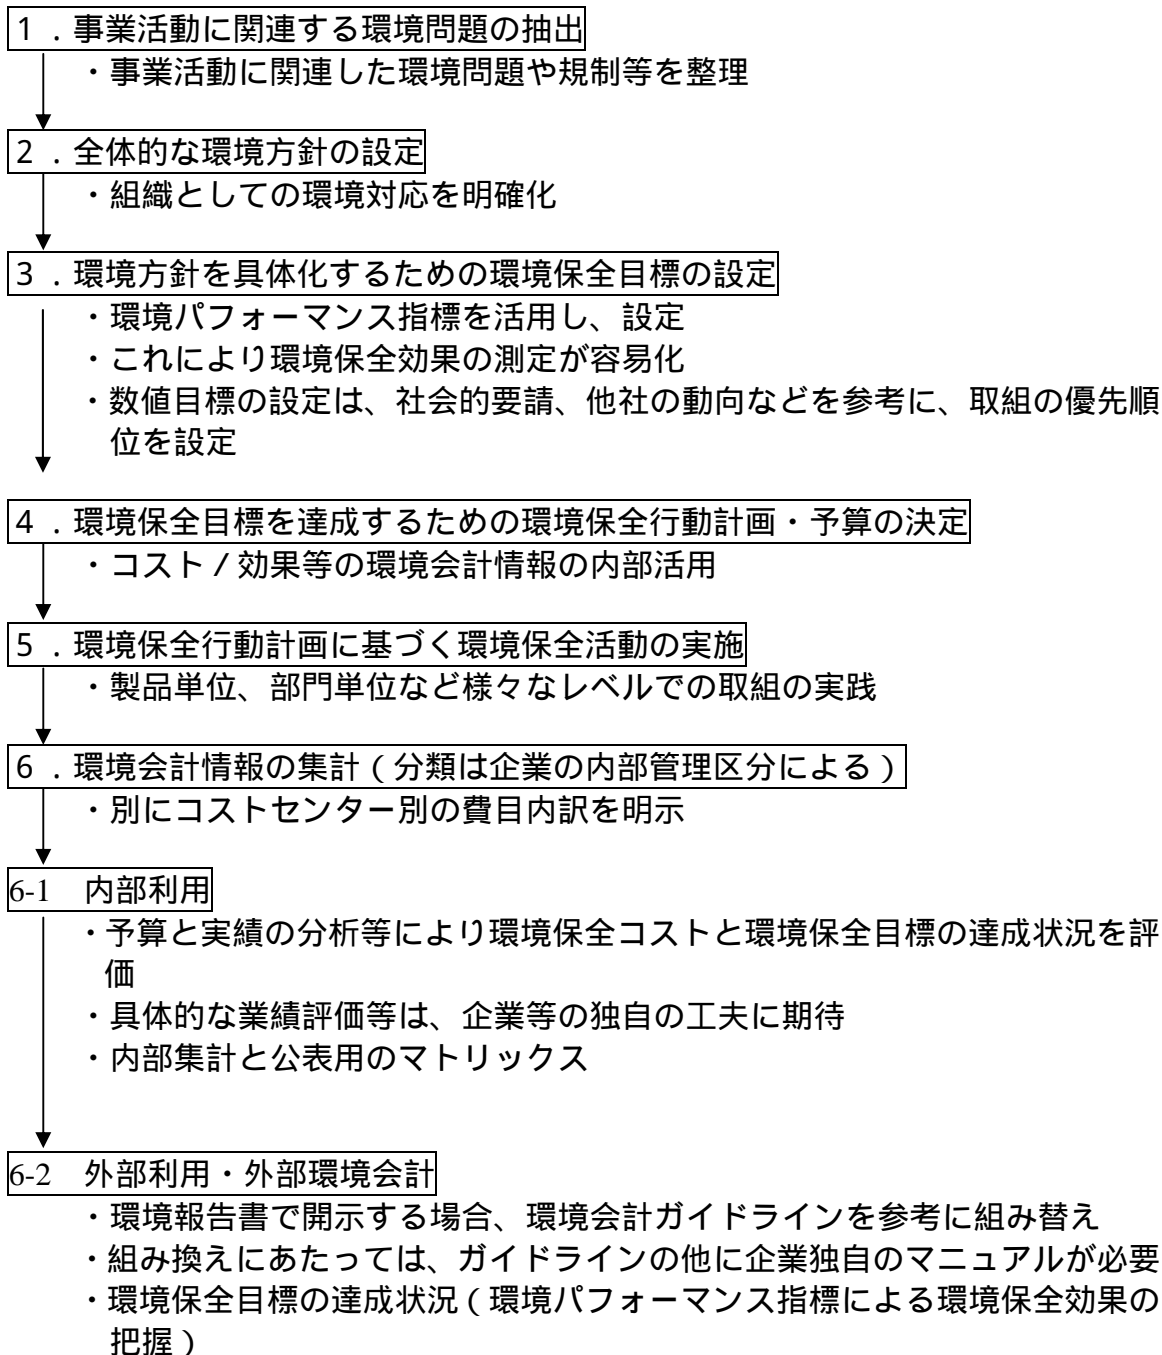 １．事業活動に関連する環境問題の抽出
・事業活動に関連した環境問題や規制等を整理
２．全体的な環境方針の設定
・組織としての環境対応を明確化
３．環境方針を具体化するための環境保全目標の設定
・環境パフォーマンス指標を活用し、設定
・これにより環境保全効果の測定が容易化
・数値目標の設定は、社会的要請、他社の動向などを参考に、取組の優先順
位を設定
４．環境保全目標を達成するための環境保全行動計画・予算の決定
・コスト／効果等の環境会計情報の内部活用
５．環境保全行動計画に基づく環境保全活動の実施
・製品単位、部門単位など様々なレベルでの取組の実践
６．環境会計情報の集計（分類は企業の内部管理区分による）
・別にコストセンター別の費目内訳を明示
6-1　内部利用
・予算と実績の分析等により環境保全コストと環境保全目標の達成状況を評
価
・具体的な業績評価等は、企業等の独自の工夫に期待
・内部集計と公表用のマトリックス
6-2　外部利用・外部環境会計
・環境報告書で開示する場合、環境会計ガイドラインを参考に組み替え
・組み換えにあたっては、ガイドラインの他に企業独自のマニュアルが必要
・環境保全目標の達成状況（環境パフォーマンス指標による環境保全効果の
把握）